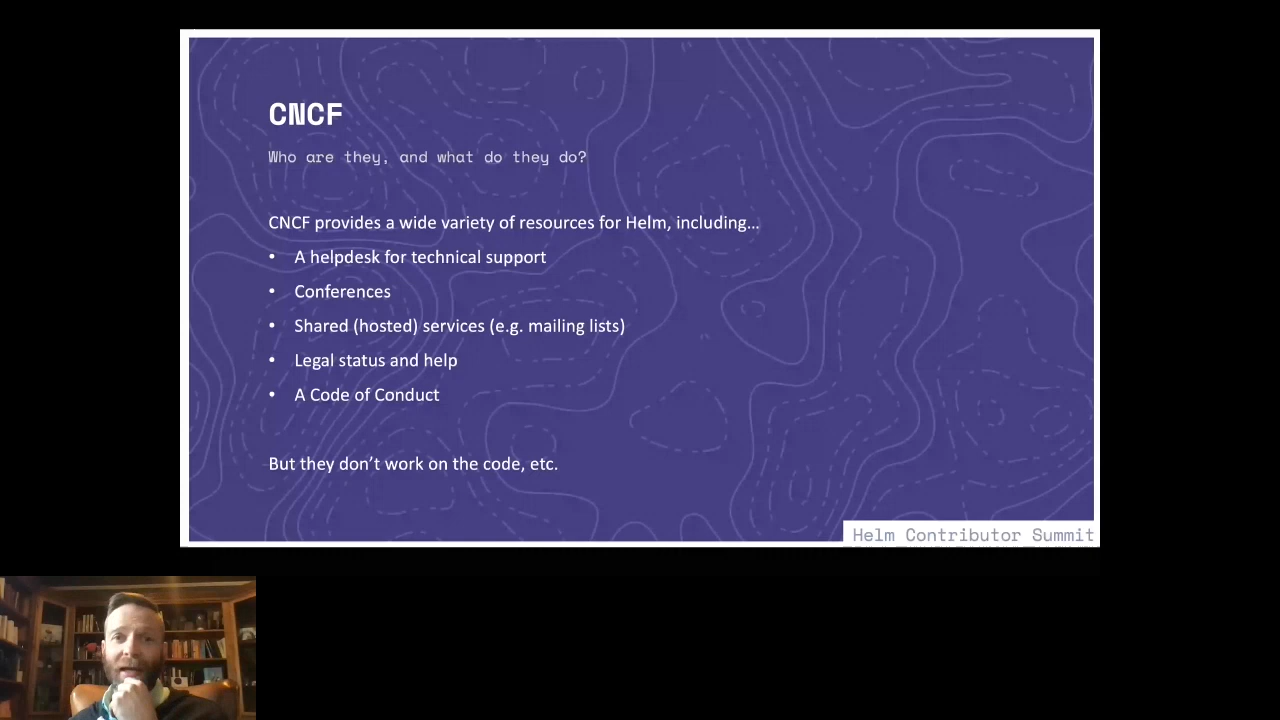 CNCF
Who are they, and what do they do?
CNCF provides a wide variety of resources for Helm, including…
• A helpdesk for technical support
• Conferences
• Shared (hosted) services (e.g. mailing lists)
• Legal status and help
• A Code of Conduct
But they don’t work on the code, etc.
Helm Contributor Summit